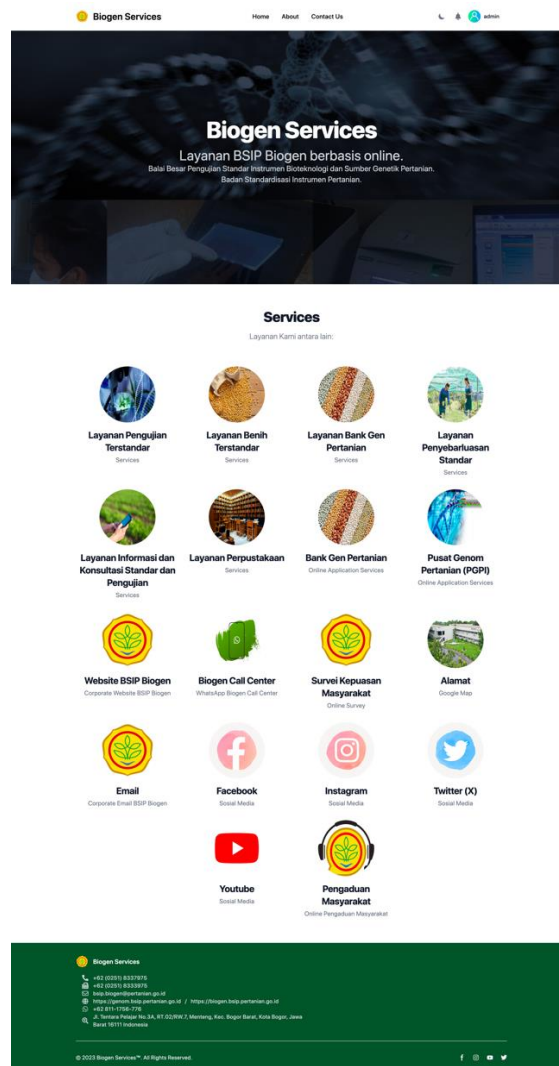 Biogen Services
Home About Contact Us
admin
Biogen Services
Layanan BSIP Biogen berbasis online.
Balai Besar Pengujian Standar Instrumen Bioteknologi dan Sumber Genetik Pertanian.
Badan Standardisasi Instrumen Pertanian.
Services
Layanan Kami antara lain:
Layanan Pengujian
Terstandar
Services
Layanan Benih
Terstandar
Services
Layanan Bank Gen
Pertanian
Services
Layanan
Penyebarluasan
Standar
Services
Layanan Informasi dan
Konsultasi Standar dan
Pengujian
Services
Layanan Perpustakaan
Services
Bank Gen Pertanian
Online Application Services
Pusat Genom
Pertanian (PGPI)
Online Application Services
Website BSIP Biogen
Corporate Website BSIP Biogen
Biogen Call Center
WhatsApp Biogen Call Center
Survei Kepuasan
Masyarakat
Online Survey
Alamat
Google Map
Email
Corporate Email BSIP Biogen
Facebook
Sosial Media
Instagram
Sosial Media
Twitter (X)
Sosial Media
Youtube
Sosial Media
Pengaduan
Masyarakat
Online Pengaduan Masyarakat
Biogen Services
+62 (0251) 8337975
+62 (0251) 8333975
bsip.biogen@pertanian.go.id
https://genom.bsip.pertanian.go.id / https://biogen.bsip.pertanian.go.id
+62 811-1756-776
Jl. Tentara Pelajar No.3A, RT.02/RW.7, Menteng, Kec. Bogor Barat, Kota Bogor, Jawa
Barat 16111 Indonesia
© 2023 Biogen Services™. All Rights Reserved.